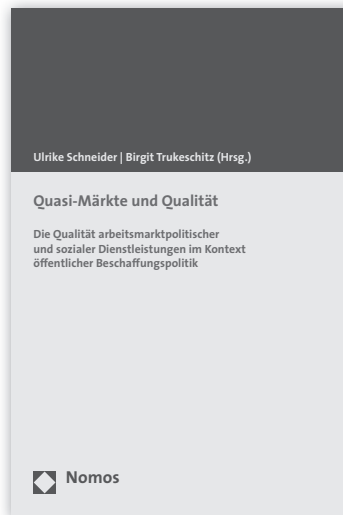 Ulrike Schneider | Birgit Trukeschitz (Hrsg.)
Quasi-Märkte und Qualität
Die Qualität arbeitsmarktpolitischer
und sozialer Dienstleistungen im Kontext
öffentlicher Beschaffungspolitik
Nomos